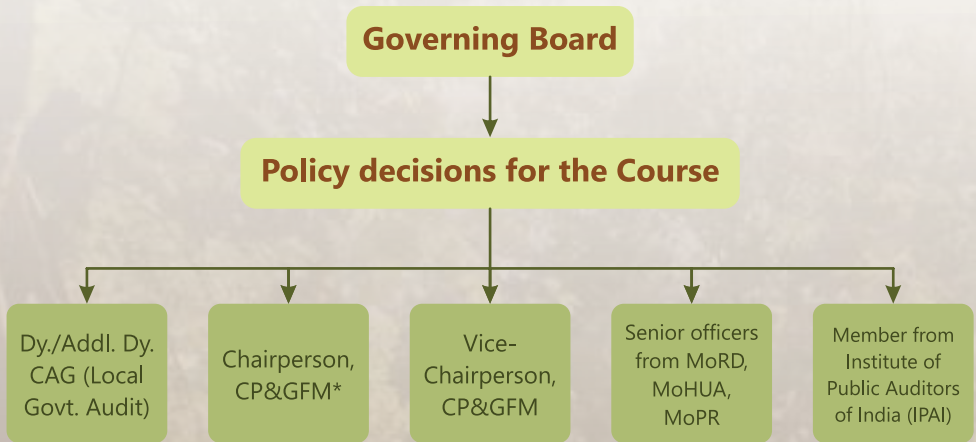 Governing Board
Policy decisions for the Course
Dy./Addl. Dy.
CAG (Local
Govt. Audit)
Chairperson,
CP&GFM*
Vice-
Chairperson,
CP&GFM
Senior officers
from MoRD,
MoHUA,
MoPR
Member from
Institute of
Public Auditors
of India (IPAI)